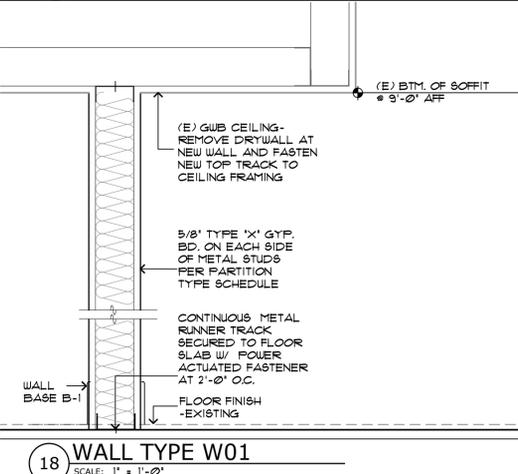 (E) BTM. OF SOFFIT
@ 9'-0" AFF
(E) GWB CEILING-
REMOVE DRYWALL AT
NEW WALL AND FASTEN
NEW TOP TRACK TO
CEILING FRAMING
5/8" TYPE "X" GYP.
BD. ON EACH SIDE
OF METAL STUDS
PER PARTITION
TYPE SCHEDULE
CONTINUOUS METAL
RUNNER TRACK
SECURED TO FLOOR
SLAB W/ POWER
ACTUATED FASTENER
AT 2'-0" O.C.
WALL
BASE B-1
FLOOR FINISH
-EXISTING
18 WALL TYPE W01
SCALE: 1" = 1'-0"